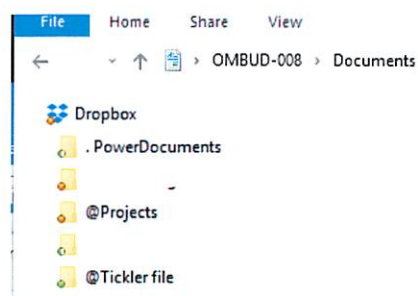 File Home Share View
OMBUD-008 Documents
Dropbox
. PowerDocuments
@Projects
@Tickler file